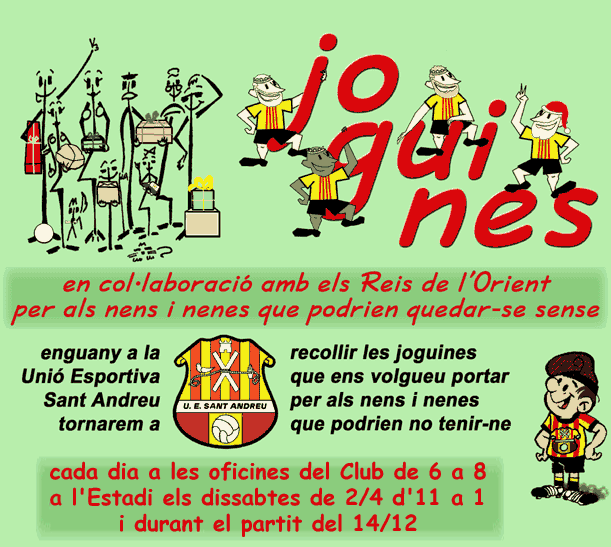 joguines
en col·laboració amb els Reis de l'Orient
per als nens i nenes que podrien quedar-se sense
enguany a la
Unió Esportiva
Sant Andreu
tornarem a
U. E. SANT ANDREU
recollir les joguines
que ens volgueu portar
per als nens i nenes
que podrien no tenir-ne
cada dia a les oficines del Club de 6 a 8
a l'Estadi els dissabtes de 2/4 d'11 a 1
i durant el partit del 14/12